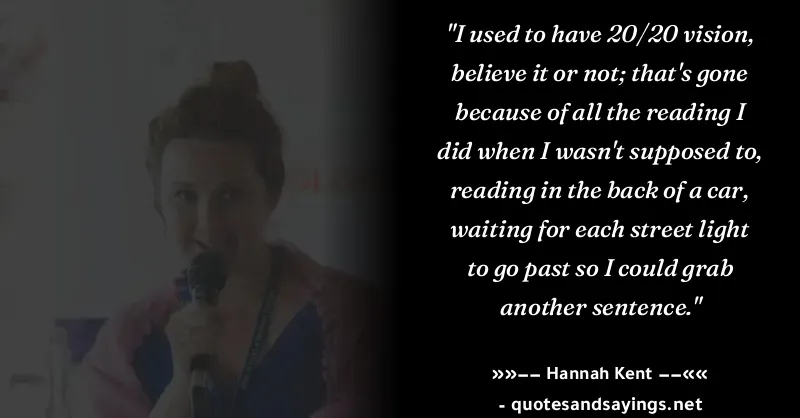 "I used to have 20/20 vision,
believe it or not; that's gone
because of all the reading I
did when I wasn't supposed to,
reading in the back of a car,
waiting for each street light
to go past so I could grab
another sentence."
»»−− Hannah Kent −−««
- quotesandsayings.net